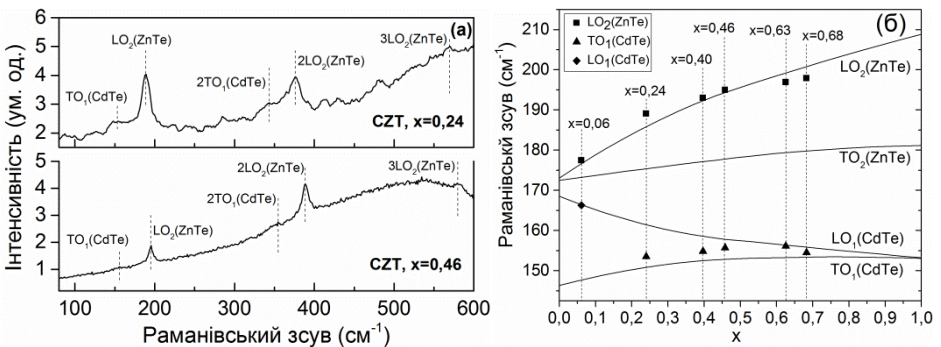 (а)
LO₂(ZnTe)
3LO₂(ZnTe)
2TO₁(CdTe)
2LO₂(ZnTe)
TO₁(CdTe)
CZT, x=0,24
6
5
4
3
2
2LO₂(ZnTe)
3LO₂(ZnTe)
2TO₁(CdTe)
TO₁(CdTe)
LO₂(ZnTe)
CZT, x=0,46
5
4
3
2
1
Інтенсивність (ум. од.)
100 200 300 400 500 600
Раманівський зсув (см⁻¹)
(б)
LO₂(ZnTe)
TO₁(CdTe)
LO₁(CdTe)
x=0,46
x=0,63
x=0,40
x=0,68
x=0,24
x=0,06
LO₂(ZnTe)
TO₂(ZnTe)
LO₁(CdTe)
TO₁(CdTe)
215
210
200
190
180
170
160
150
Раманівськй зсув (см⁻¹)
0,0 0,1 0,2 0,3 0,4 0,5 0,6 0,7 0,8 0,9 1,0
x